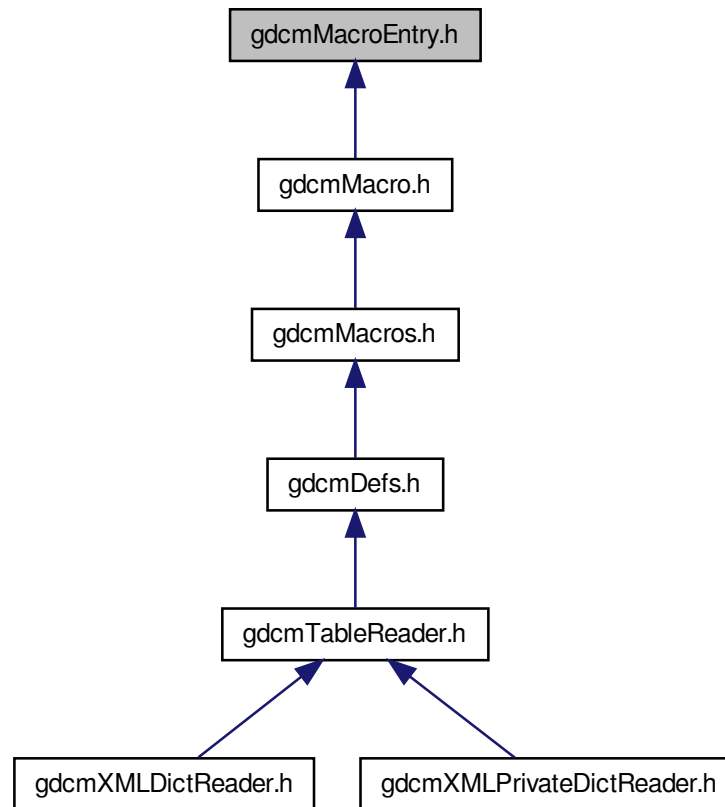 gdcmMacroEntry.h
gdcmMacro.h
gdcmMacros.h
gdcmDefs.h
gdcmTableReader.h
gdcmXMLDictReader.h
gdcmXMLPrivateDictReader.h